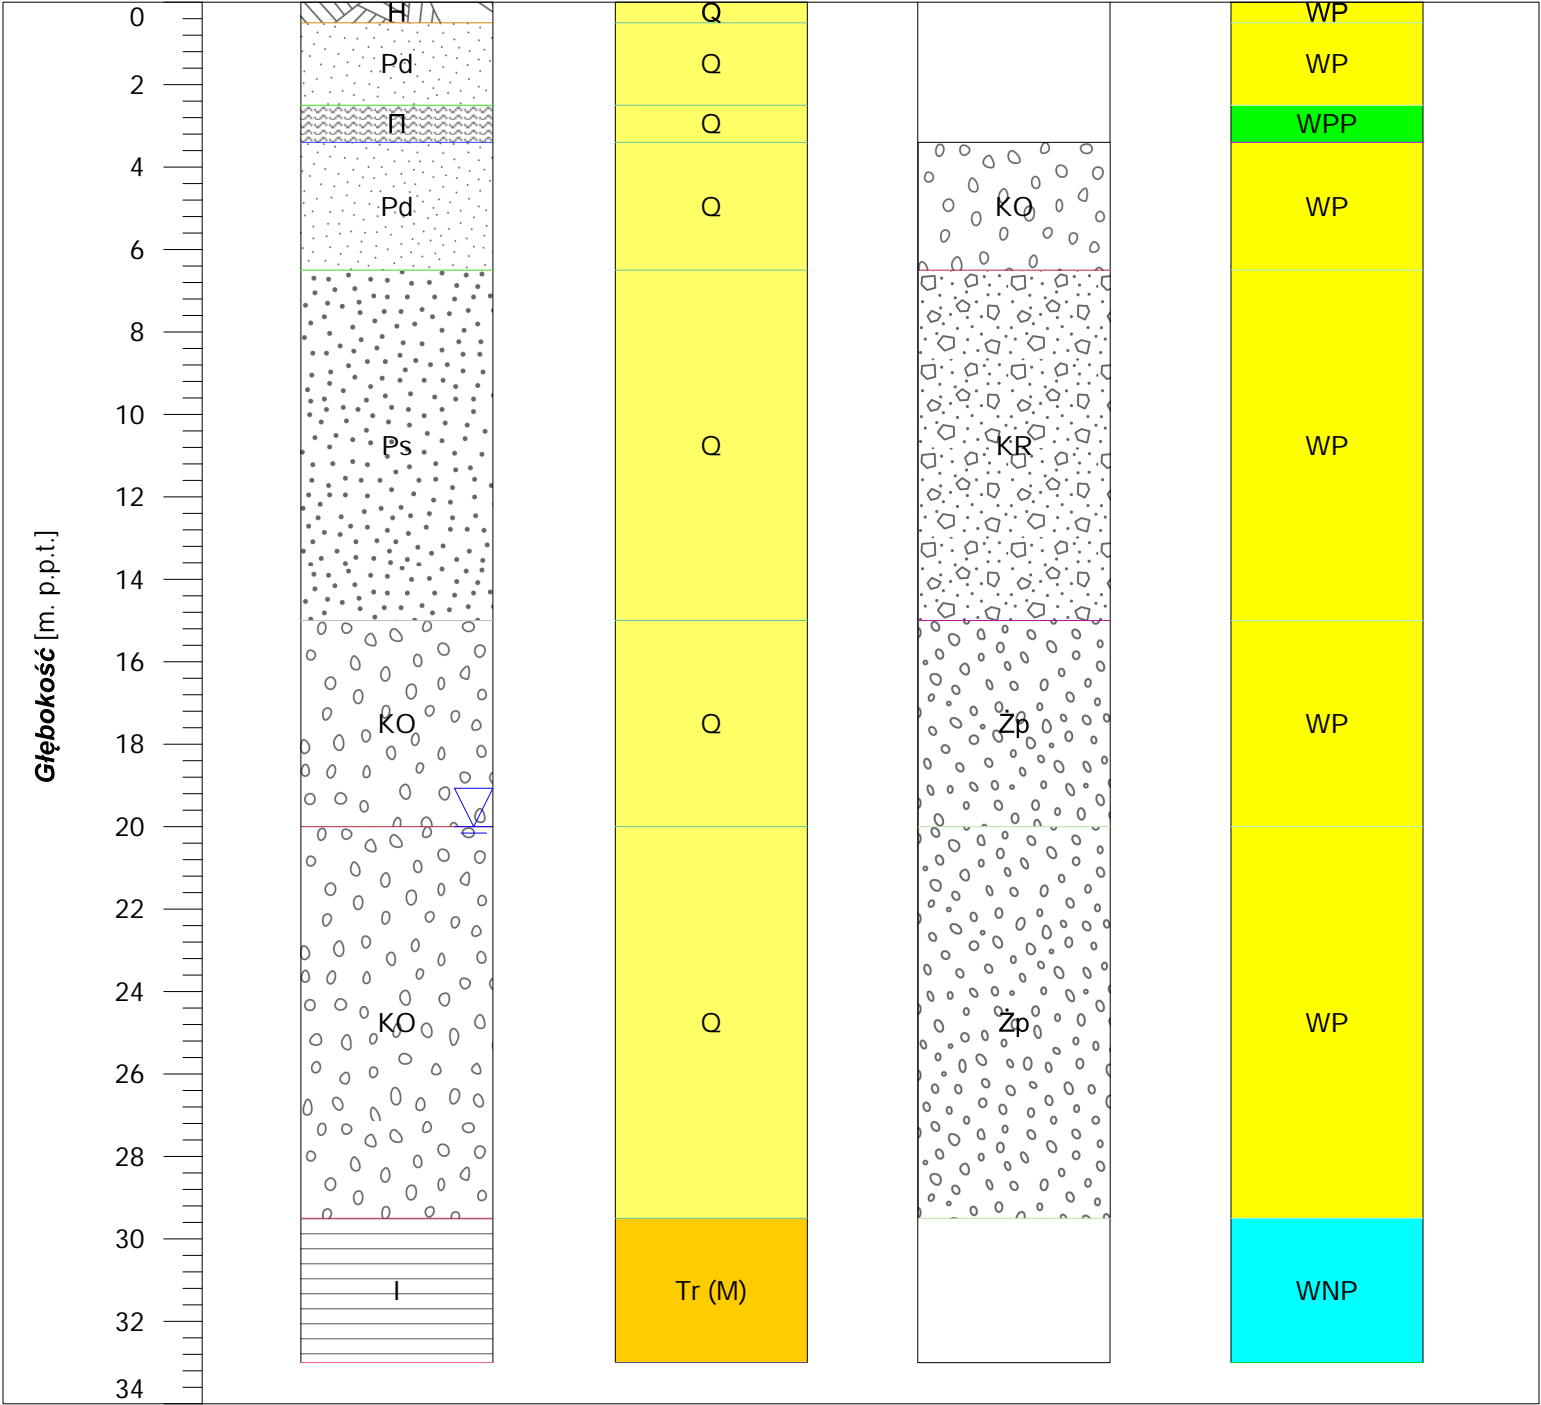 Głębokość [m. p.p.t.]
0
2
4
6
8
10
12
14
16
18
20
22
24
26
28
30
32
34
H Q WP
Pd Q WP
П Q WPP
Pd Q KO WP
Ps Q KR WP
KO Q Żp WP
KO Q Żp WP
I Tr (M) WNP